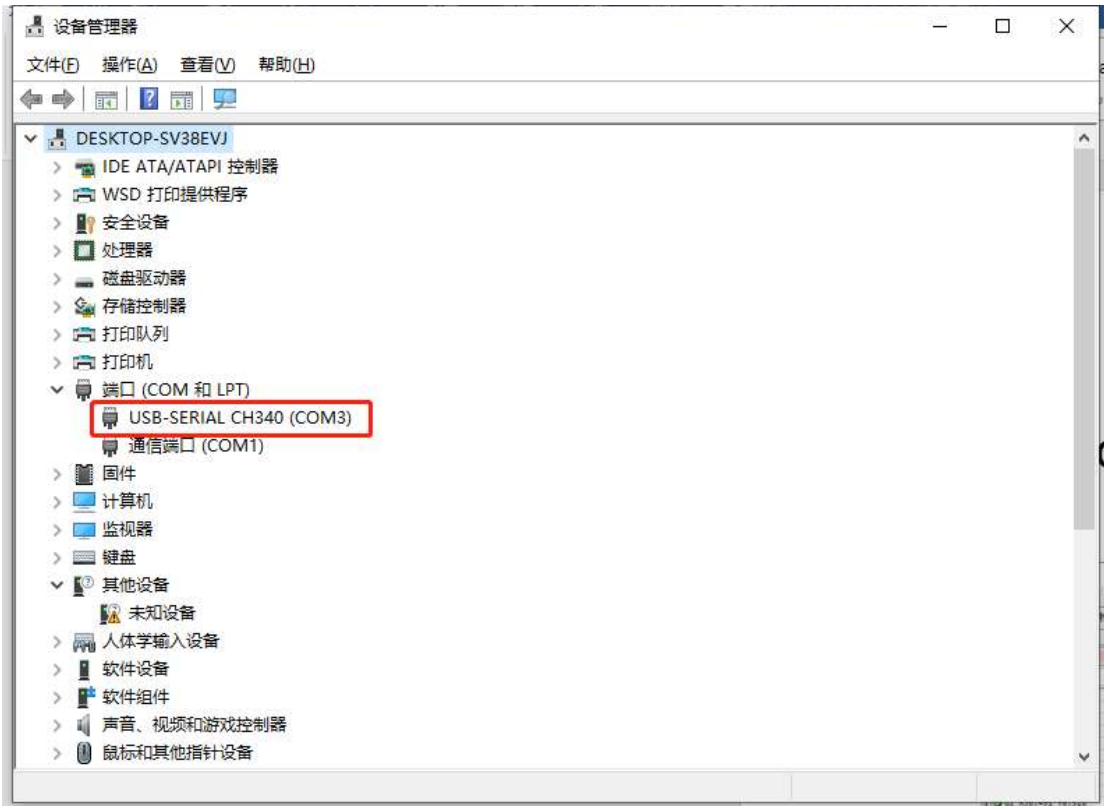 设备管理器
文件(F) 操作(A) 查看(V) 帮助(H)
DESKTOP-SV38EVJ
IDE ATA/ATAPI 控制器
WSD 打印提供程序
安全设备
处理器
磁盘驱动器
存储控制器
打印队列
打印机
端口 (COM 和 LPT)
USB-SERIAL CH340 (COM3)
通信端口 (COM1)
固件
计算机
监视器
键盘
其他设备
未知设备
人体学输入设备
软件设备
软件组件
声音、视频和游戏控制器
鼠标和其他指针设备